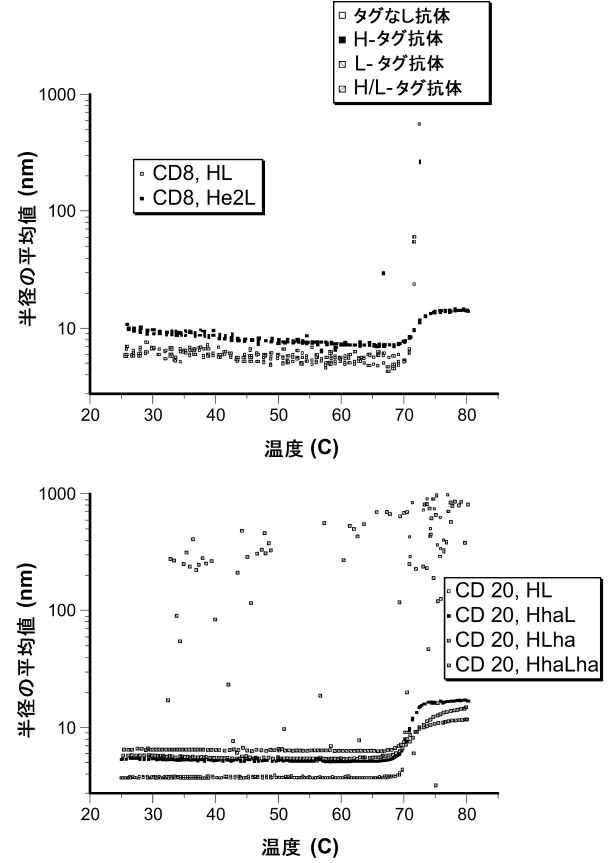 タグなし抗体
H-タグ抗体
L-タグ抗体
H/L-タグ抗体
1000
100
10
半径の平均値 (nm)
CD8, HL
CD8, He2L
20 30 40 50 60 70 80
温度 (C)
1000
100
10
半径の平均値 (nm)
CD 20, HL
CD 20, HhaL
CD 20, HLha
CD 20, HhaLha
20 30 40 50 60 70 80
温度 (C)